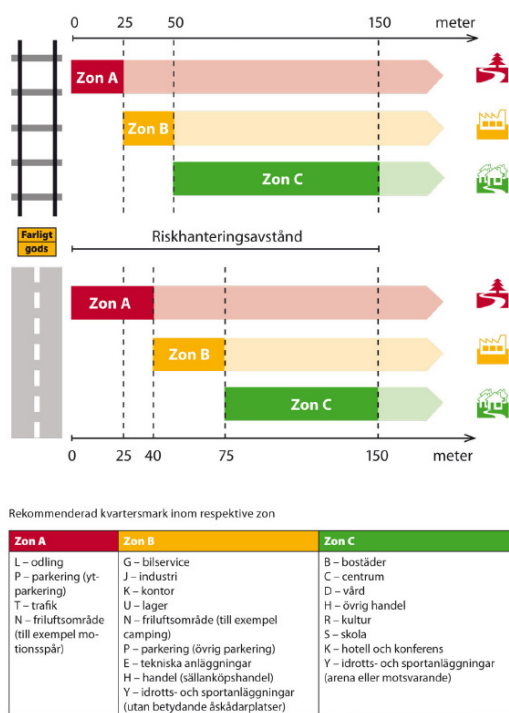 0 25 50 150 meter
Zon A
Zon B
Zon C
Farligt
gods
Riskhanteringsavstånd
Zon A
Zon B
Zon C
0 25 40 75 150 meter
Rekommenderad kvartersmark inom respektive zon
Zon A
L – odling
P – parkering (yt-
parkering)
T – trafik
N – friluftsområde
(till exempel mo-
tionsspår)
Zon B
G – bilservice
J – industri
K – kontor
U – lager
N – friluftsområde (till exempel
camping)
P – parkering (övrig parkering)
E – tekniska anläggningar
H – handel (sällanköpshandel)
Y – idrotts- och sportanläggningar
(utan betydande åskådarplatser)
Zon C
B – bostäder
C – centrum
D – vård
H – övrig handel
R – kultur
S – skola
K – hotell och konferens
Y – idrotts- och sportanläggningar
(arena eller motsvarande)